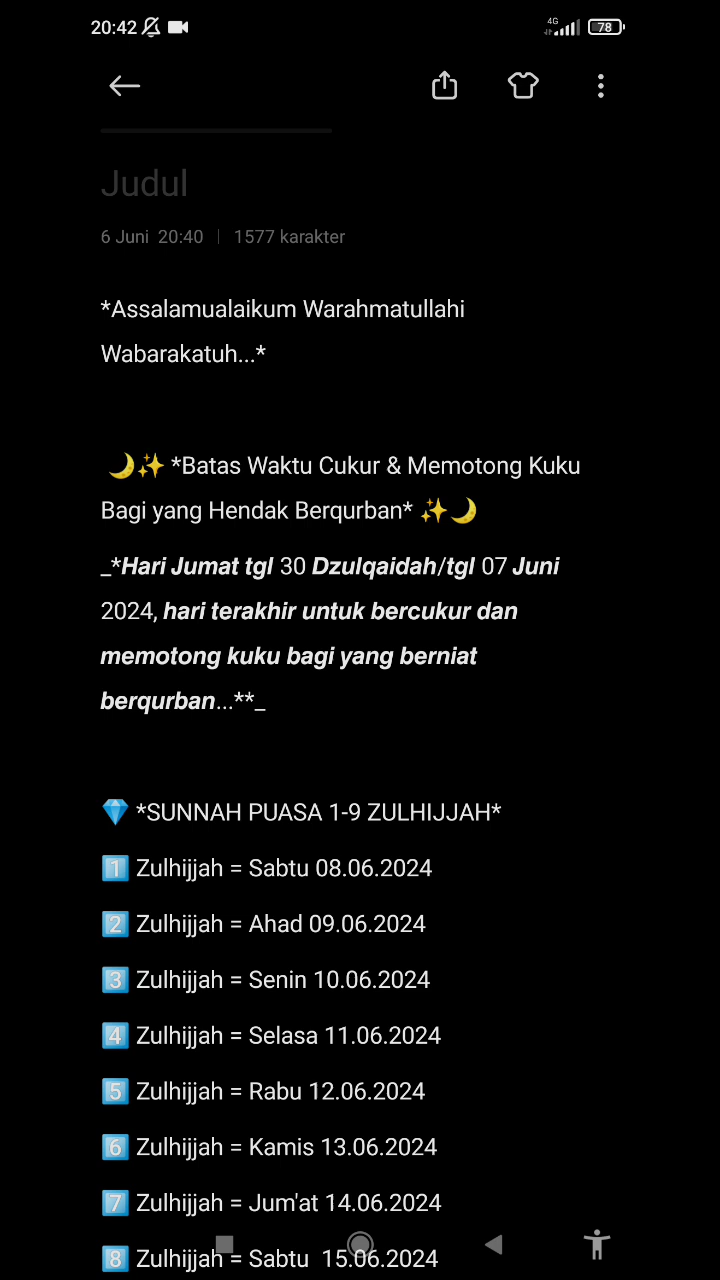 20:42 4G 78
Judul
6 Juni 20:40 | 1577 karakter
*Assalamualaikum Warahmatullahi
Wabarakatuh...*
🌙✨ *Batas Waktu Cukur & Memotong Kuku
Bagi yang Hendak Berqurban* ✨🌙
_*Hari Jumat tgl 30 Dzulqaidah/tgl 07 Juni
2024, hari terakhir untuk bercukur dan
memotong kuku bagi yang berniat
berqurban...**_
💎 *SUNNAH PUASA 1-9 ZULHIJJAH*
1️⃣ Zulhijjah = Sabtu 08.06.2024
2️⃣ Zulhijjah = Ahad 09.06.2024
3️⃣ Zulhijjah = Senin 10.06.2024
4️⃣ Zulhijjah = Selasa 11.06.2024
5️⃣ Zulhijjah = Rabu 12.06.2024
6️⃣ Zulhijjah = Kamis 13.06.2024
7️⃣ Zulhijjah = Jum'at 14.06.2024
8️⃣ Zulhijjah = Sabtu 15.06.2024